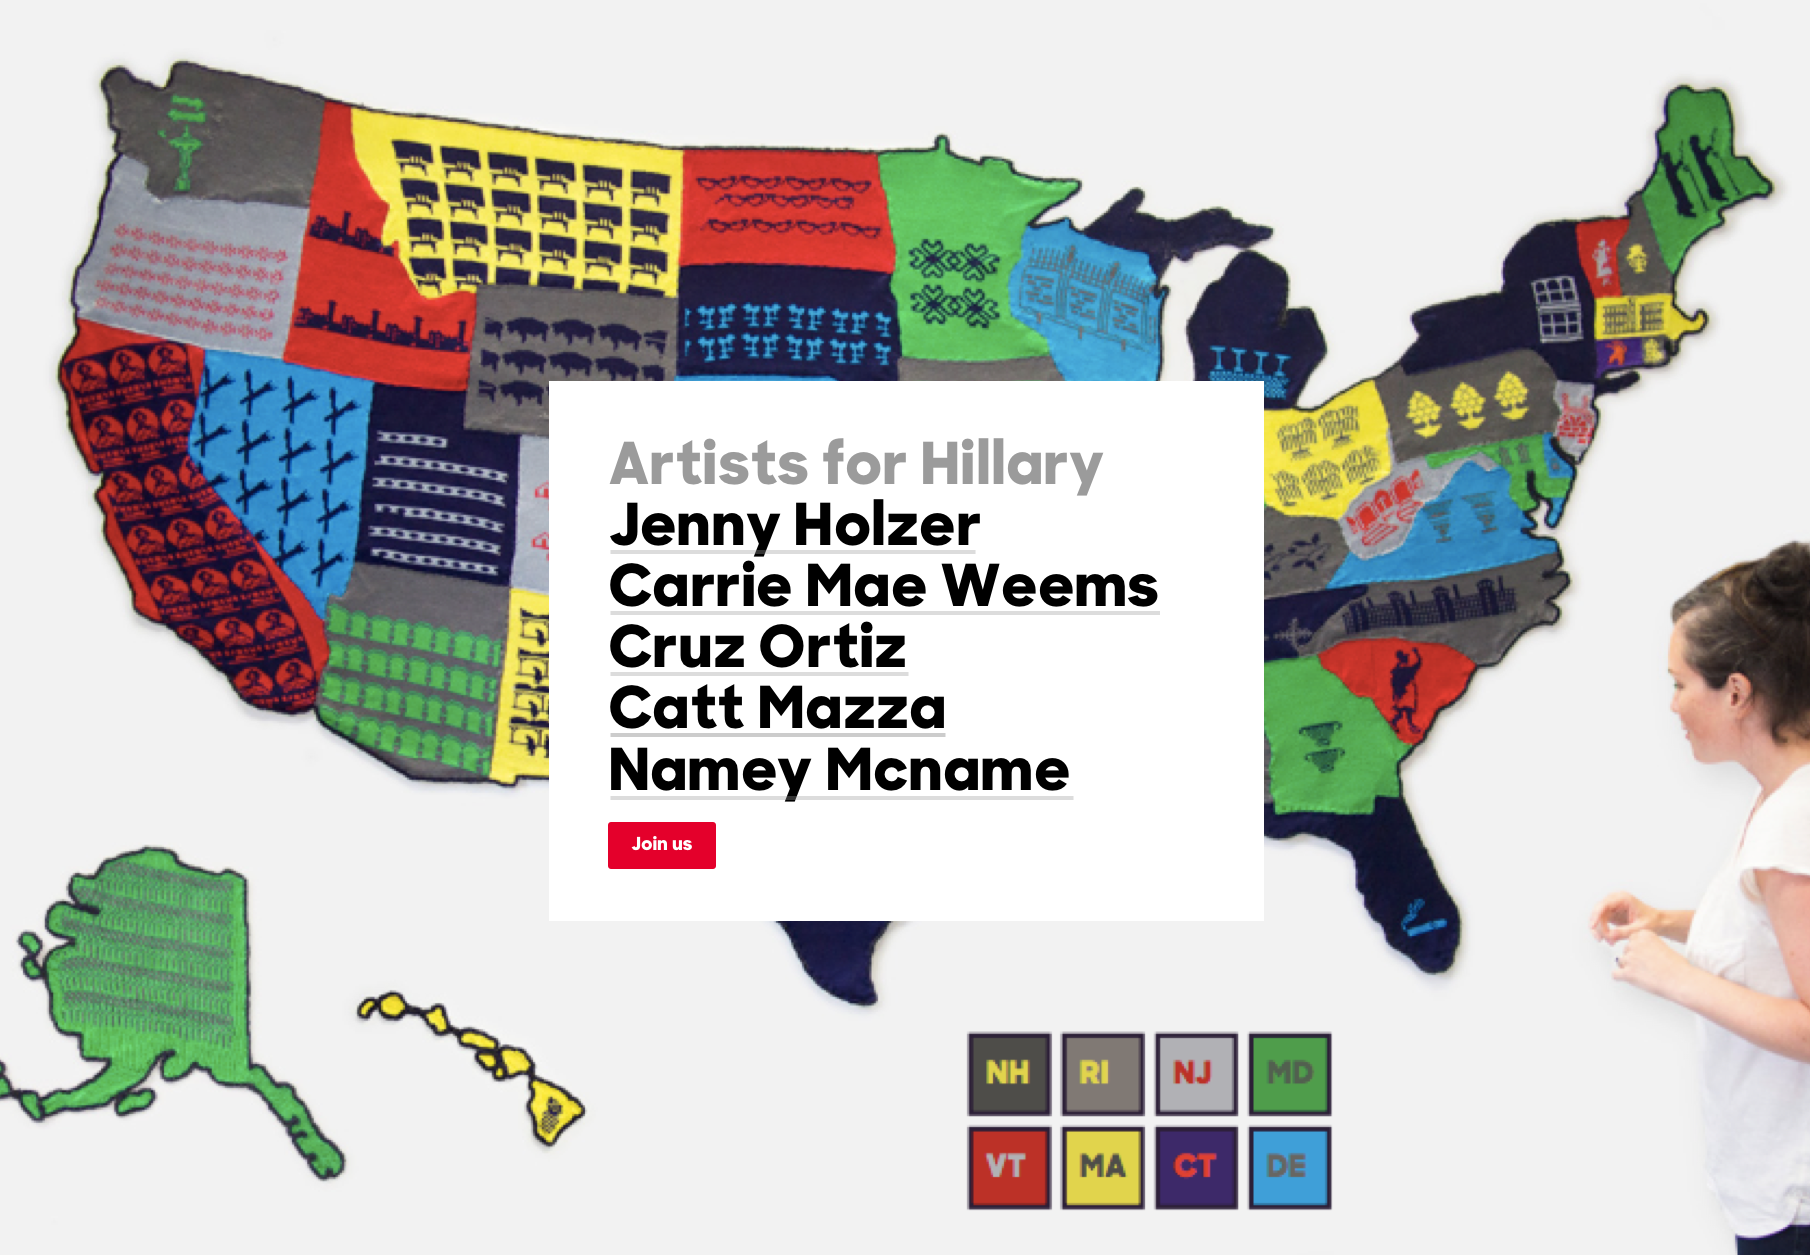 Artists for Hillary
Jenny Holzer
Carrie Mae Weems
Cruz Ortiz
Catt Mazza
Namey Mcname
Join us
NH RI NJ MD
VT MA CT DE